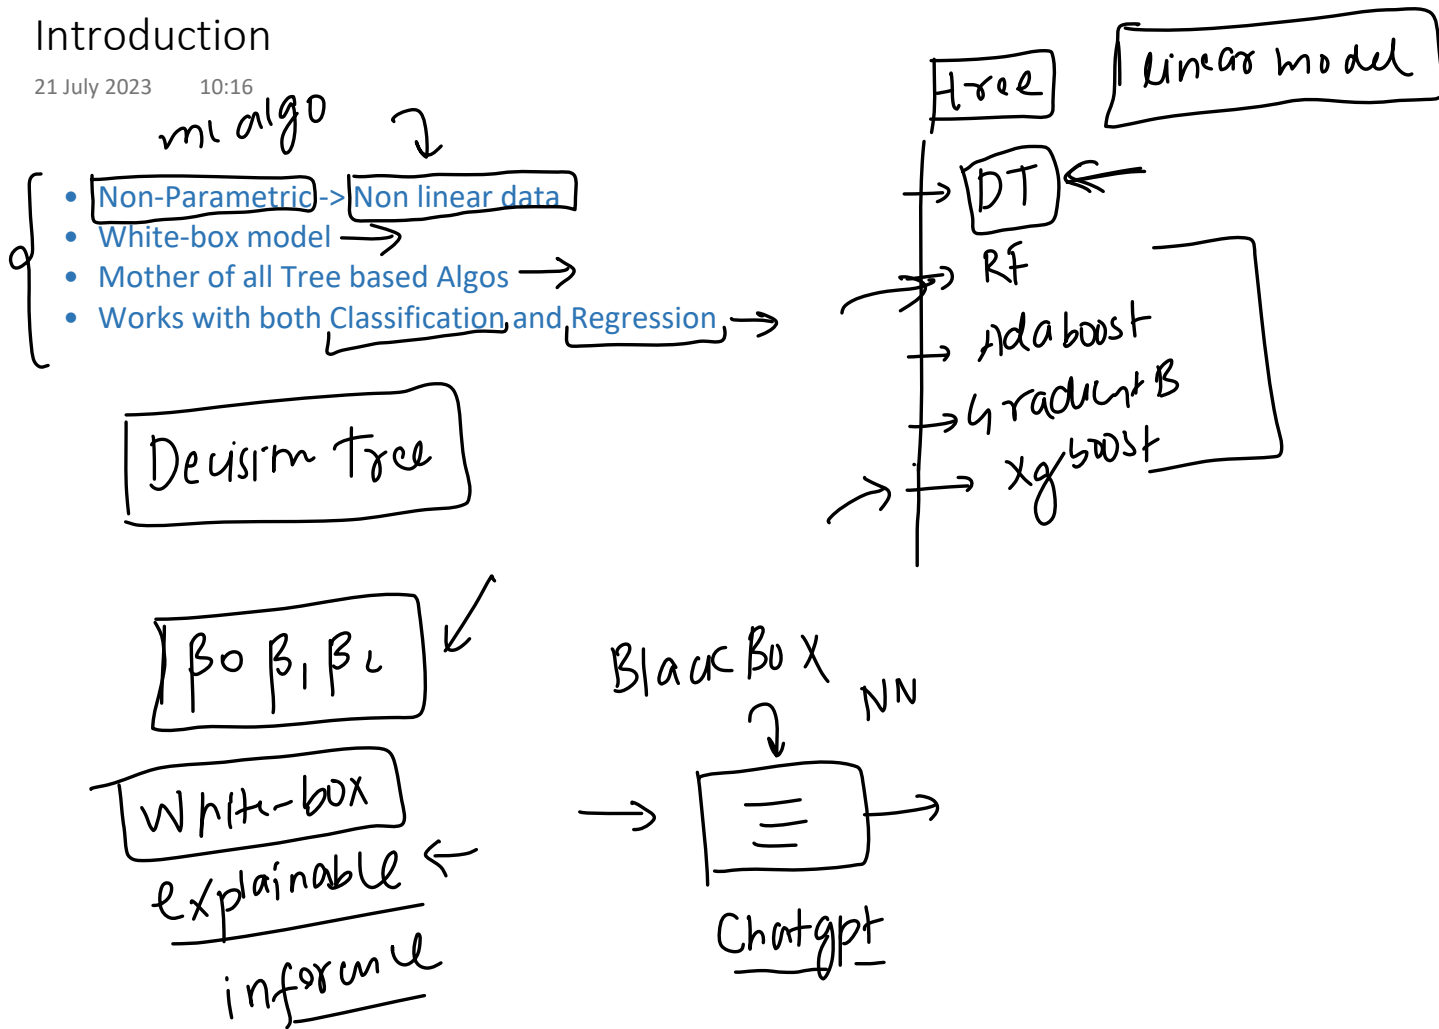 Introduction
21 July 2023 10:16
ml algo
• Non-Parametric -> Non linear data
• White-box model
• Mother of all Tree based Algos
• Works with both Classification and Regression
Decision Tree
β0 β1 β2
White-box
explainable
inference
tree
linear model
DT
RF
Adaboost
Gradient B
Xgboost
Black Box
NN
Chatgpt